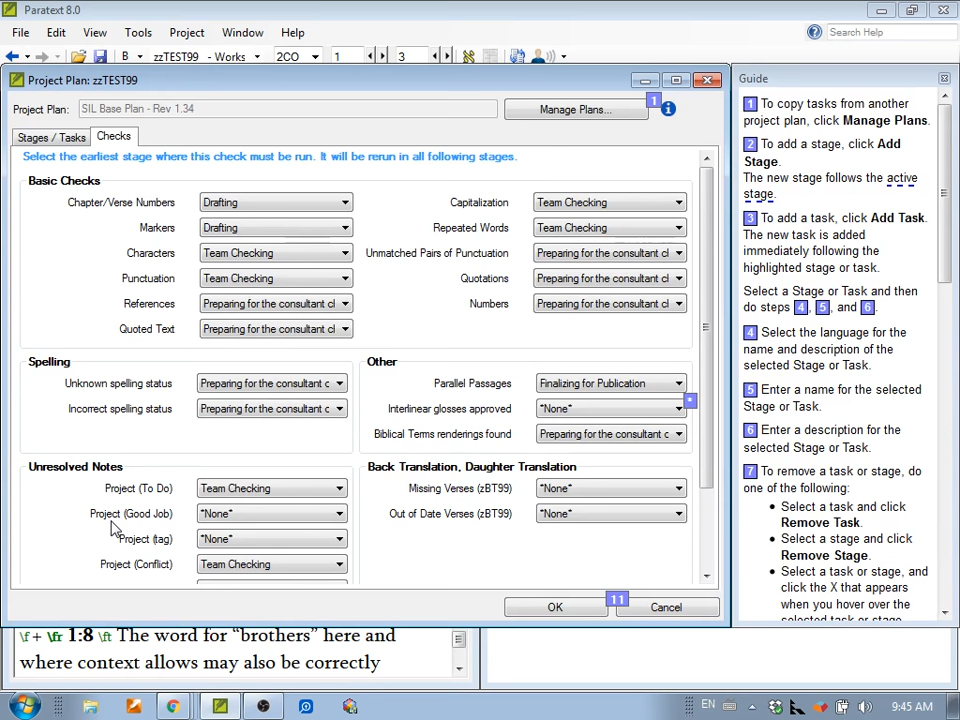 Paratext 8.0
File Edit View Tools Project Window Help
Search Help
B zzTEST99 - Works 2CO 1 3
Project Plan: zzTEST99
Project Plan: SIL Base Plan - Rev 1.34 Manage Plans... 1
Stages / Tasks Checks
Select the earliest stage where this check must be run. It will be rerun in all following stages.
Basic Checks
Chapter/Verse Numbers Drafting Capitalization Team Checking
Markers Drafting Repeated Words Team Checking
Characters Team Checking Unmatched Pairs of Punctuation Preparing for the consultant cl
Punctuation Team Checking Quotations Preparing for the consultant cl
References Preparing for the consultant cl Numbers Preparing for the consultant cl
Quoted Text Preparing for the consultant cl
Spelling Other
Unknown spelling status Preparing for the consultant c Parallel Passages Finalizing for Publication
Incorrect spelling status Preparing for the consultant c Interlinear glosses approved *None* *
Biblical Terms renderings found Preparing for the consultant c
Unresolved Notes Back Translation, Daughter Translation
Project (To Do) Team Checking Missing Verses (zBT99) *None*
Project (Good Job) *None* Out of Date Verses (zBT99) *None*
Project (tag) *None*
Project (Conflict) Team Checking
OK 11 Cancel
Guide
1 To copy tasks from another
project plan, click Manage Plans.
2 To add a stage, click Add
Stage.
The new stage follows the active
stage.
3 To add a task, click Add Task.
The new task is added
immediately following the
highlighted stage or task.
Select a Stage or Task and then
do steps 4, 5, and 6.
4 Select the language for the
name and description of the
selected Stage or Task.
5 Enter a name for the selected
Stage or Task.
6 Enter a description for the
selected Stage or Task.
7 To remove a task or stage, do
one of the following:
• Select a task and click
Remove Task.
• Select a stage and click
Remove Stage.
• Select a task or stage, and
click the X that appears
when you hover over the
selected task or stage
\f + \fr 1:8 \ft The word for “brothers” here and
where context allows may also be correctly
EN 9:45 AM